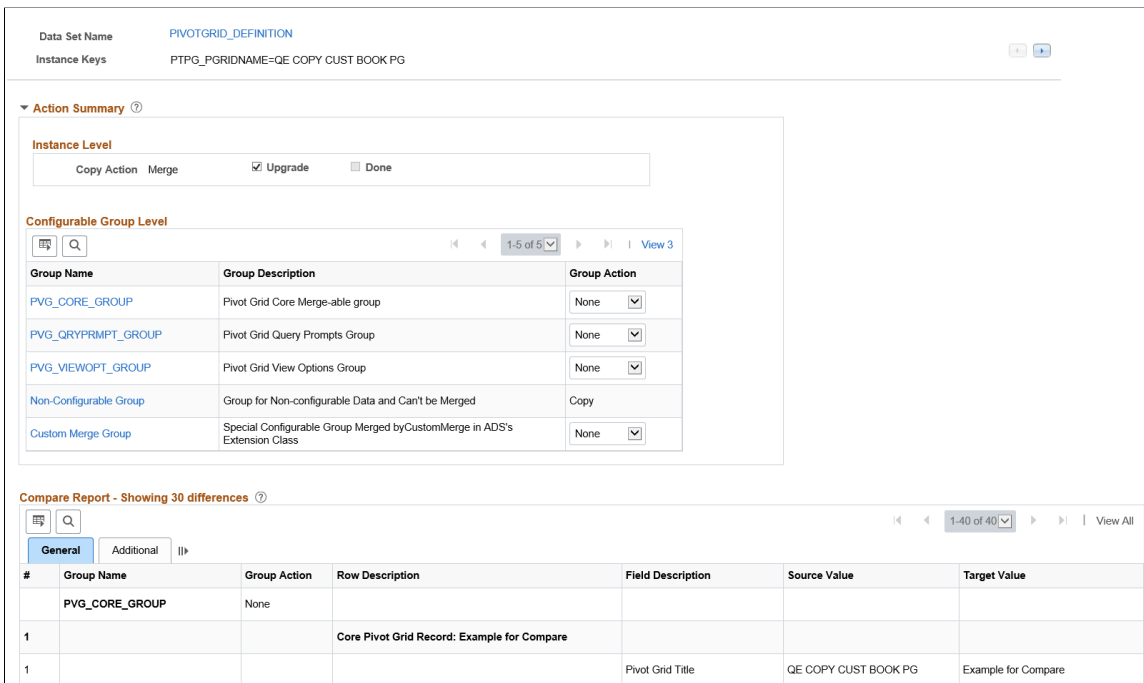 Data Set Name PIVOTGRID_DEFINITION
Instance Keys PTPG_PGRIDNAME=QE COPY CUST BOOK PG
Action Summary
Instance Level
Copy Action Merge Upgrade Done
Configurable Group Level
1-5 of 5 | View 3
Group Name Group Description Group Action
PVG_CORE_GROUP Pivot Grid Core Merge-able group None
PVG_QRYPRMPT_GROUP Pivot Grid Query Prompts Group None
PVG_VIEWOPT_GROUP Pivot Grid View Options Group None
Non-Configurable Group Group for Non-configurable Data and Can't be Merged Copy
Custom Merge Group Special Configurable Group Merged byCustomMerge in ADS's None
Extension Class
Compare Report - Showing 30 differences
1-40 of 40 | View All
General Additional
# Group Name Group Action Row Description Field Description Source Value Target Value
PVG_CORE_GROUP None
1 Core Pivot Grid Record: Example for Compare
1 Pivot Grid Title QE COPY CUST BOOK PG Example for Compare